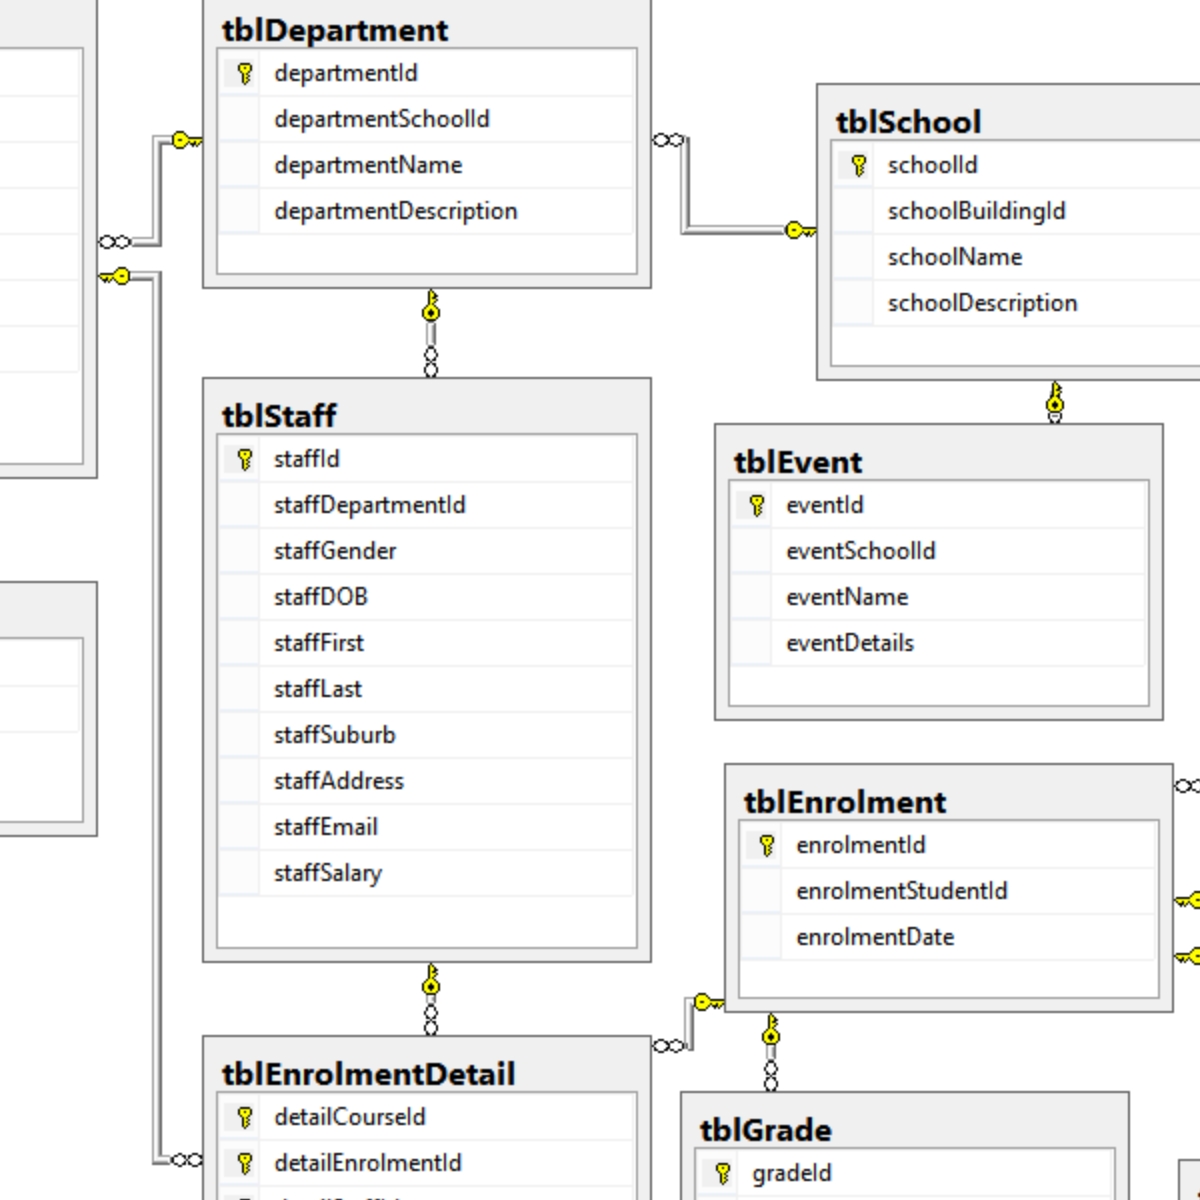 tblDepartment
departmentId
departmentSchoolId
departmentName
departmentDescription
tblSchool
schoolId
schoolBuildingId
schoolName
schoolDescription
tblStaff
staffId
staffDepartmentId
staffGender
staffDOB
staffFirst
staffLast
staffSuburb
staffAddress
staffEmail
staffSalary
tblEvent
eventId
eventSchoolId
eventName
eventDetails
tblEnrolment
enrolmentId
enrolmentStudentId
enrolmentDate
tblEnrolmentDetail
detailCourseId
detailEnrolmentId
tblGrade
gradeId